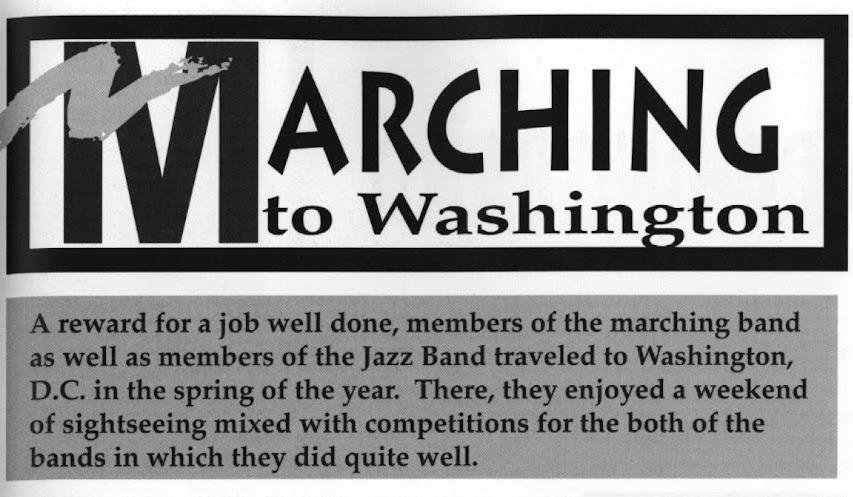 MARCHING
to Washington
A reward for a job well done, members of the marching band
as well as members of the Jazz Band traveled to Washington,
D.C. in the spring of the year.  There, they enjoyed a weekend
of sightseeing mixed with competitions for the both of the
bands in which they did quite well.